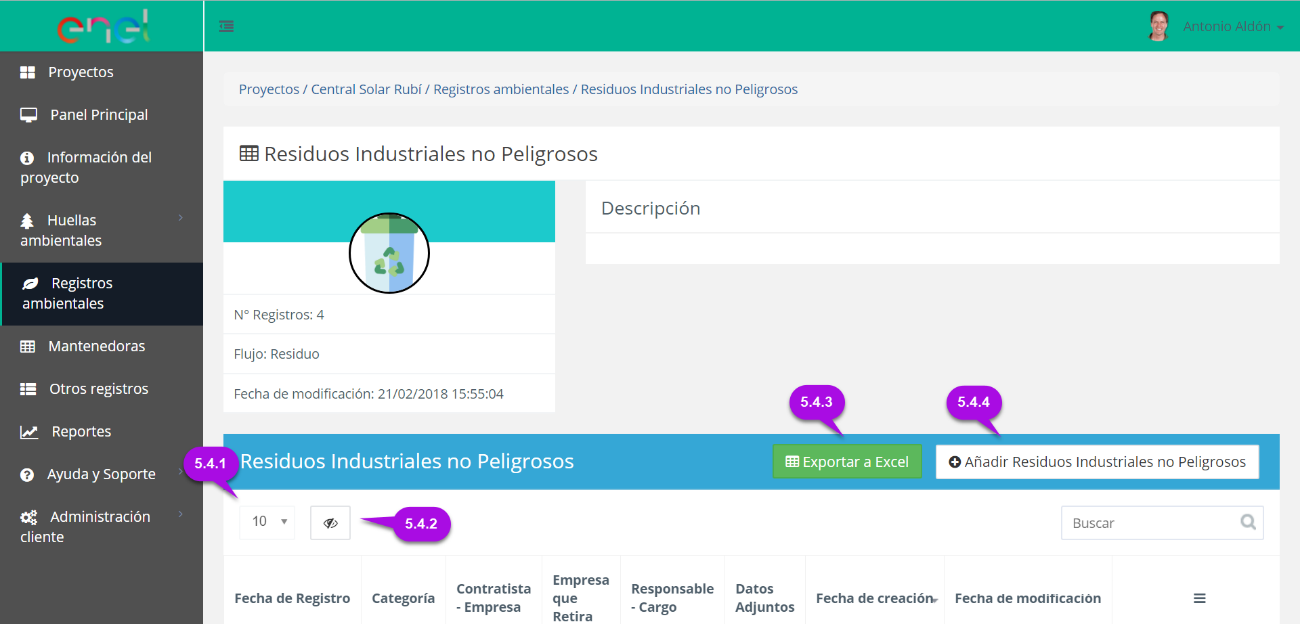 enel
Antonio Aldón
Proyectos
Panel Principal
Información del
proyecto
Huellas
ambientales
Registros
ambientales
Mantenedoras
Otros registros
Reportes
Ayuda y Soporte
Administración
cliente
Proyectos / Central Solar Rubí / Registros ambientales / Residuos Industriales no Peligrosos
Residuos Industriales no Peligrosos
Descripción
N° Registros: 4
Flujo: Residuo
Fecha de modificación: 21/02/2018 15:55:04
5.4.3
5.4.4
5.4.1
Residuos Industriales no Peligrosos
Exportar a Excel
Añadir Residuos Industriales no Peligrosos
10
5.4.2
Buscar
Fecha de Registro
Categoría
Contratista
- Empresa
Empresa
que
Retira
Responsable
- Cargo
Datos
Adjuntos
Fecha de creación
Fecha de modificación